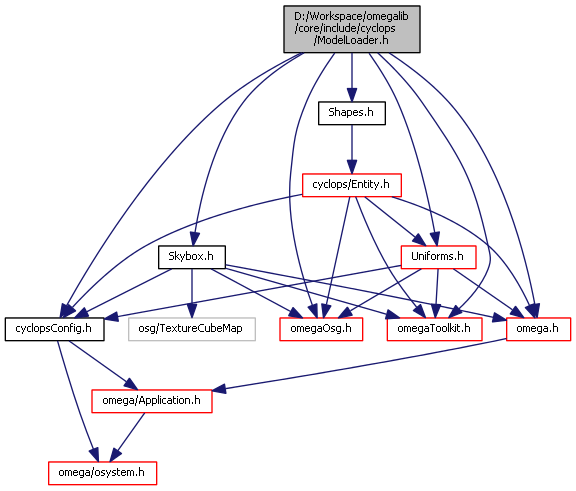 D:/Workspace/omegalib
/core/include/cyclops
/ModelLoader.h
Shapes.h
cyclops/Entity.h
Skybox.h
Uniforms.h
cyclopsConfig.h
osg/TextureCubeMap
omegaOsg.h
omegaToolkit.h
omega.h
omega/Application.h
omega/osystem.h